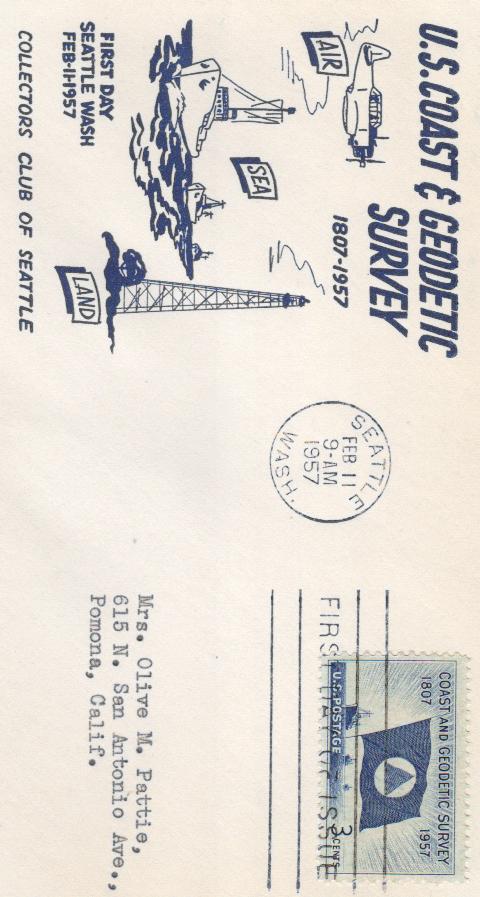 U.S. COAST & GEODETIC
SURVEY
1807-1957
AIR
SEA
LAND
FIRST DAY
SEATTLE WASH
FEB-11-1957
COLLECTORS CLUB OF SEATTLE
SEATTLE
FEB 11
9-AM
1957
WASH.
FIRST DAY OF ISSUE
COAST AND GEODETIC SURVEY
1807 1957
U.S. POSTAGE
3 CENTS
Mrs. Olive M. Pattie,
615 N. San Antonio Ave.,
Pomona, Calif.